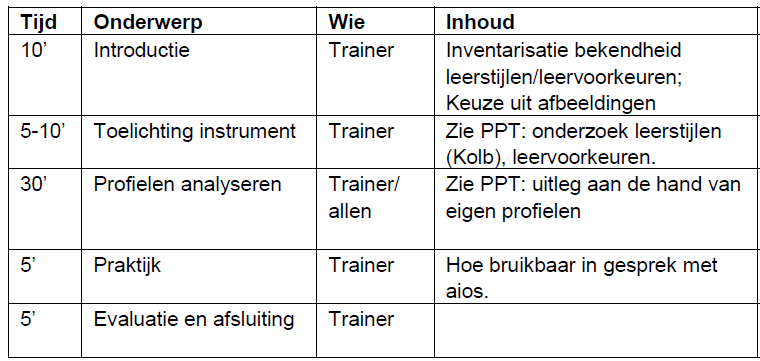 Tijd Onderwerp Wie Inhoud
10’ Introductie Trainer Inventarisatie bekendheid
leerstijlen/leervoorkeuren;
Keuze uit afbeeldingen
5-10’ Toelichting instrument Trainer Zie PPT: onderzoek leerstijlen
(Kolb), leervoorkeuren.
30’ Profielen analyseren Trainer/ Zie PPT: uitleg aan de hand van
allen eigen profielen
5’ Praktijk Trainer Hoe bruikbaar in gesprek met
aios.
5’ Evaluatie en afsluiting Trainer